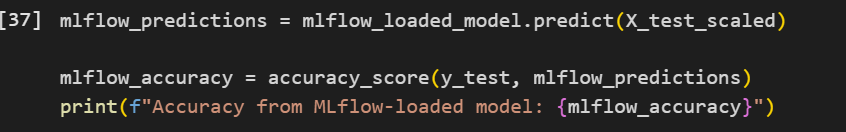 [37] mlflow_predictions = mlflow_loaded_model.predict(X_test_scaled)
mlflow_accuracy = accuracy_score(y_test, mlflow_predictions)
print(f"Accuracy from MLflow-loaded model: {mlflow_accuracy}")